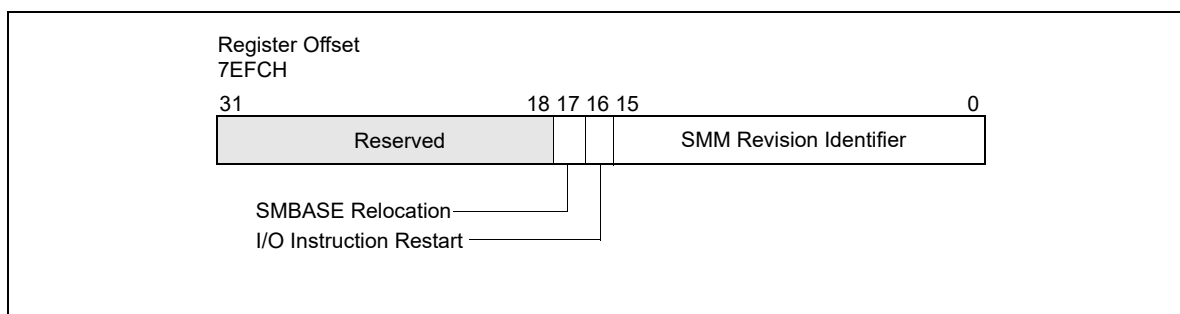 Register Offset
7EFCH
31 18 17 16 15 0
Reserved SMM Revision Identifier
SMBASE Relocation
I/O Instruction Restart